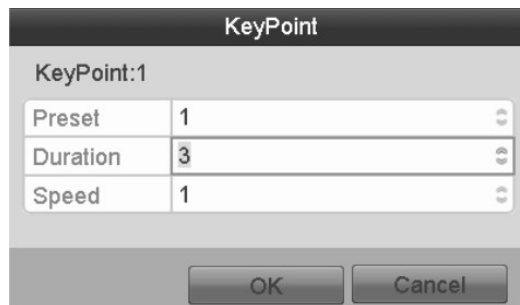 KeyPoint
KeyPoint:1
Preset 1
Duration 3
Speed 1
OK Cancel